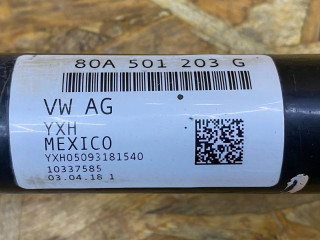 80A 501 203 G
VW AG
YXH
MEXICO
YXH05093181540
10337585
03.04.18 1